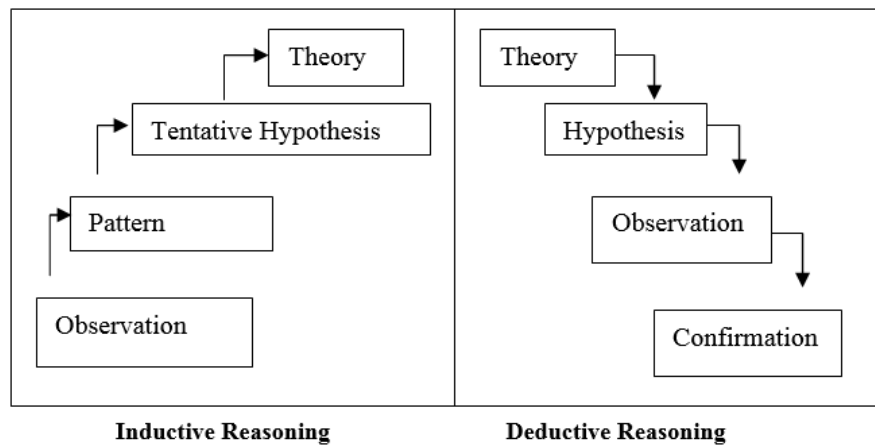 Theory
Tentative Hypothesis
Pattern
Observation
Inductive Reasoning
Theory
Hypothesis
Observation
Confirmation
Deductive Reasoning